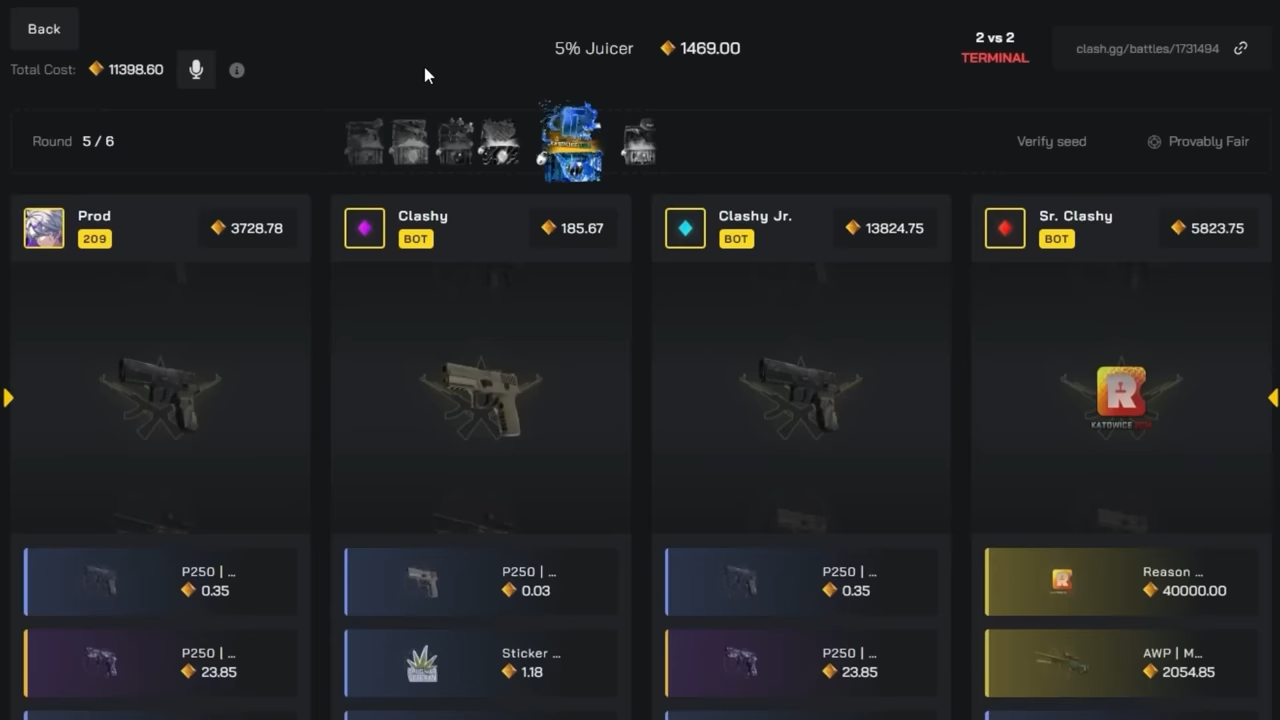 Back
Total Cost: 11398.60
5% Juicer 1469.00
2 vs 2
TERMINAL
clash.gg/battles/1731494
Round 5 / 6
Verify seed
Provably Fair
Prod
209
3728.78
Clashy
BOT
185.67
Clashy Jr.
BOT
13824.75
Sr. Clashy
BOT
5823.75
R
KATOWICE 2014
P250 | ...
0.35
P250 | ...
0.03
P250 | ...
0.35
Reason ...
40000.00
P250 | ...
23.85
Sticker ...
1.18
P250 | ...
23.85
AWP | M...
2054.85